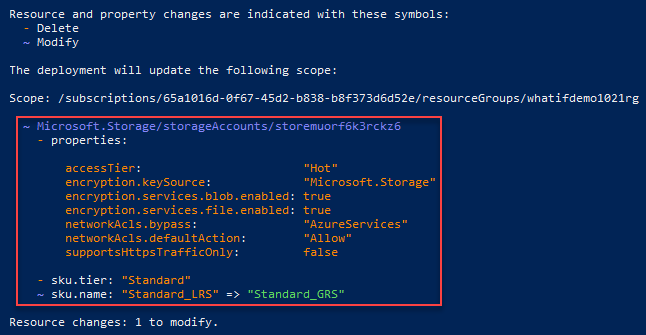 Resource and property changes are indicated with these symbols:
- Delete
~ Modify
The deployment will update the following scope:
Scope: /subscriptions/65a1016d-0f67-45d2-b838-b8f373d6d52e/resourceGroups/whatifdemo1021rg
~ Microsoft.Storage/storageAccounts/storemuorf6k3rckz6
- properties:
accessTier: "Hot"
encryption.keySource: "Microsoft.Storage"
encryption.services.blob.enabled: true
encryption.services.file.enabled: true
networkAcls.bypass: "AzureServices"
networkAcls.defaultAction: "Allow"
supportsHttpsTrafficOnly: false
- sku.tier: "Standard"
~ sku.name: "Standard_LRS" => "Standard_GRS"
Resource changes: 1 to modify.